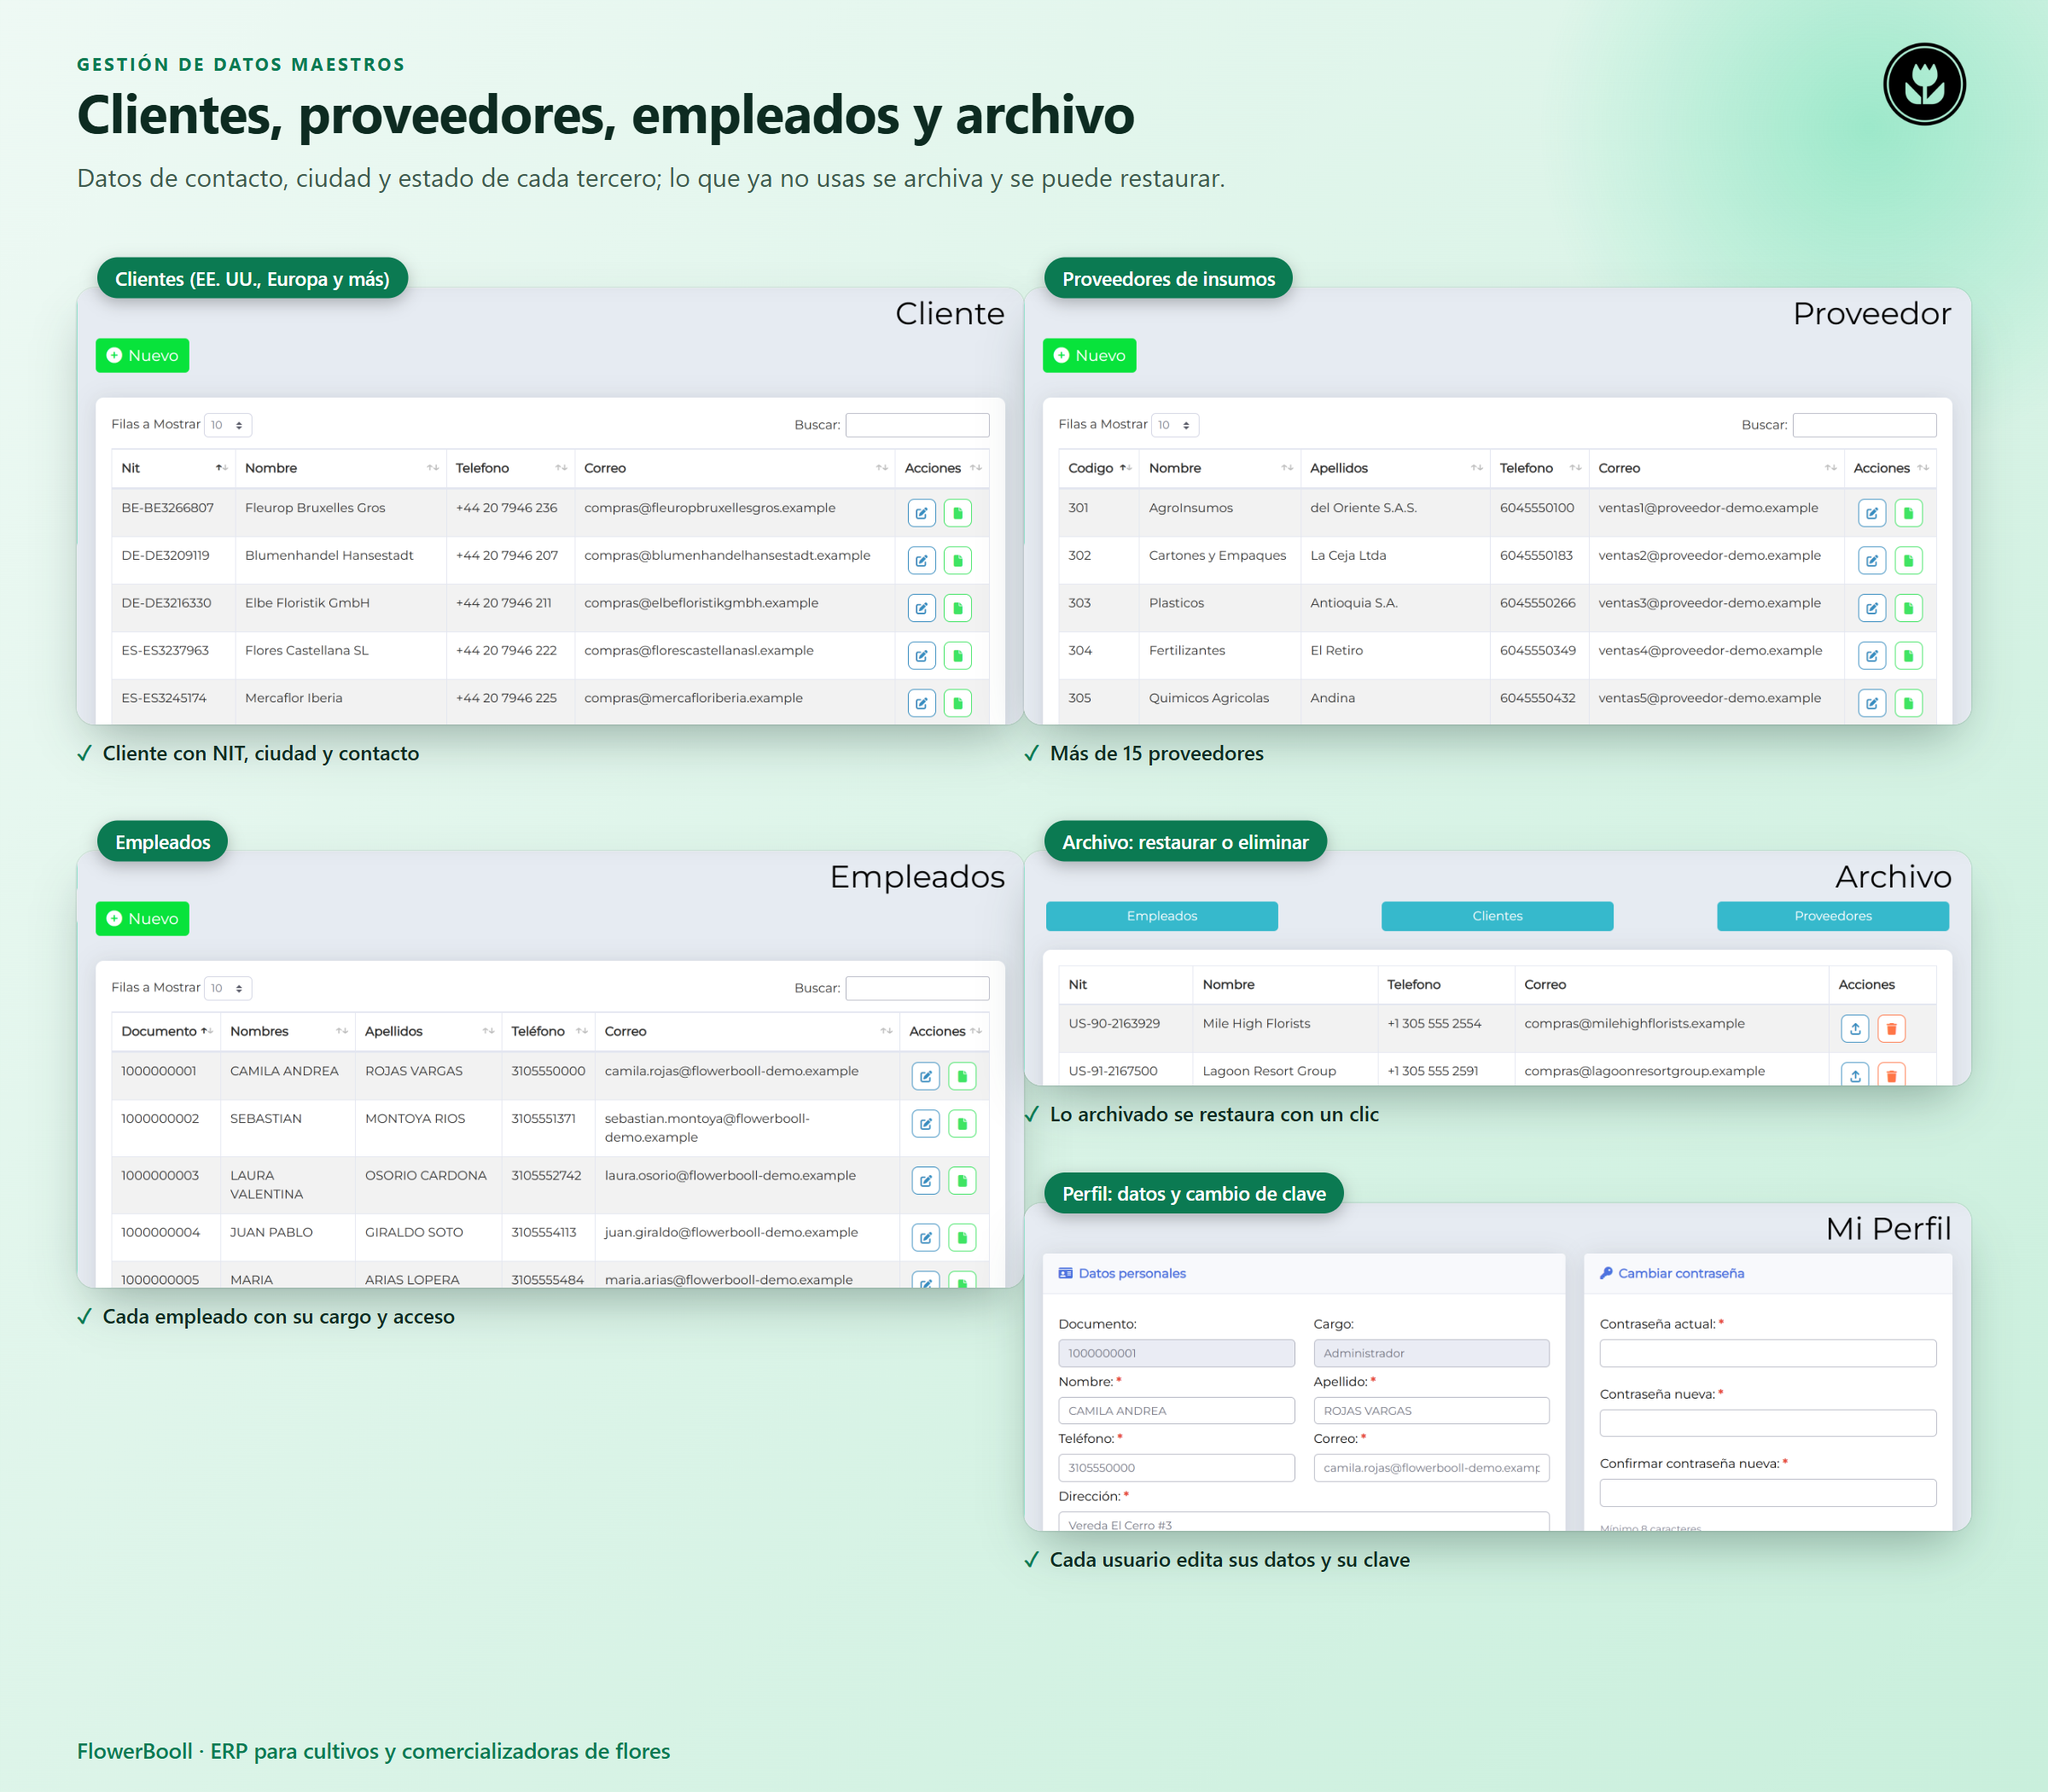 GESTIÓN DE DATOS MAESTROS
Clientes, proveedores, empleados y archivo
Datos de contacto, ciudad y estado de cada tercero; lo que ya no usas se archiva y se puede restaurar.
Clientes (EE. UU., Europa y más)
Cliente
Nuevo
Filas a Mostrar 10 Buscar:
Nit Nombre Telefono Correo Acciones
BE-BE3266807 Fleurop Bruxelles Gros +44 20 7946 236 compras@fleuropbruxellesgros.example
DE-DE3209119 Blumenhandel Hansestadt +44 20 7946 207 compras@blumenhandelhansestadt.example
DE-DE3216330 Elbe Floristik GmbH +44 20 7946 211 compras@elbefloristikgmbh.example
ES-ES3237963 Flores Castellana SL +44 20 7946 222 compras@florescastellanasl.example
ES-ES3245174 Mercaflor Iberia +44 20 7946 225 compras@mercafloriberia.example
✓ Cliente con NIT, ciudad y contacto
Proveedores de insumos
Proveedor
Nuevo
Filas a Mostrar 10 Buscar:
Codigo Nombre Apellidos Telefono Correo Acciones
301 AgroInsumos del Oriente S.A.S. 6045550100 ventas1@proveedor-demo.example
302 Cartones y Empaques La Ceja Ltda 6045550183 ventas2@proveedor-demo.example
303 Plasticos Antioquia S.A. 6045550266 ventas3@proveedor-demo.example
304 Fertilizantes El Retiro 6045550349 ventas4@proveedor-demo.example
305 Quimicos Agricolas Andina 6045550432 ventas5@proveedor-demo.example
✓ Más de 15 proveedores
Empleados
Empleados
Nuevo
Filas a Mostrar 10 Buscar:
Documento Nombres Apellidos Teléfono Correo Acciones
1000000001 CAMILA ANDREA ROJAS VARGAS 3105550000 camila.rojas@flowerbooll-demo.example
1000000002 SEBASTIAN MONTOYA RIOS 3105551371 sebastian.montoya@flowerbooll-
demo.example
1000000003 LAURA OSORIO CARDONA 3105552742 laura.osorio@flowerbooll-demo.example
VALENTINA
1000000004 JUAN PABLO GIRALDO SOTO 3105554113 juan.giraldo@flowerbooll-demo.example
1000000005 MARIA ARIAS LOPERA 3105555484 maria.arias@flowerbooll-demo.example
✓ Cada empleado con su cargo y acceso
Archivo: restaurar o eliminar
Archivo
Empleados Clientes Proveedores
Nit Nombre Telefono Correo Acciones
US-90-2163929 Mile High Florists +1 305 555 2554 compras@milehighflorists.example
US-91-2167500 Lagoon Resort Group +1 305 555 2591 compras@lagoonresortgroup.example
✓ Lo archivado se restaura con un clic
Perfil: datos y cambio de clave
Mi Perfil
Datos personales
Documento: Cargo:
1000000001 Administrador
Nombre: * Apellido: *
CAMILA ANDREA ROJAS VARGAS
Teléfono: * Correo: *
3105550000 camila.rojas@flowerbooll-demo.examp
Dirección: *
Vereda El Cerro #3
Cambiar contraseña
Contraseña actual: *
Contraseña nueva: *
Confirmar contraseña nueva: *
Mínimo 8 caracteres
✓ Cada usuario edita sus datos y su clave
FlowerBooll · ERP para cultivos y comercializadoras de flores